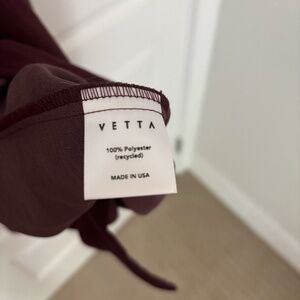 VETTA
100% Polyester
(recycled)
MADE IN USA